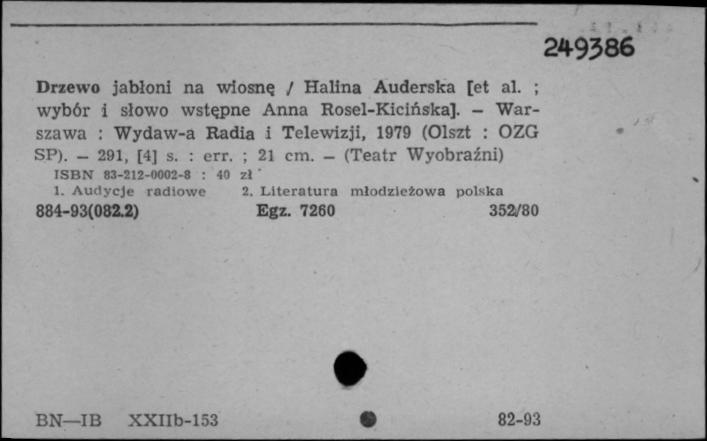 249386
Drzewo jabłoni na wiosnę / Halina Auderska [et al. ;
wybór i słowo wstępne Anna Rosel-Kicińska]. — War-
szawa : Wydaw-a Radia i Telewizji, 1979 (Olszt : OZG
SP). — 291, [4] s. : err. ; 21 cm. — (Teatr Wyobraźni)
ISBN 83-212-0002-8 : 40 zł
1. Audycje radiowe 2. Literatura młodzieżowa polska
884-93(082.2) Egz. 7260 352/80
BN—IB XXIIb-153 82-93